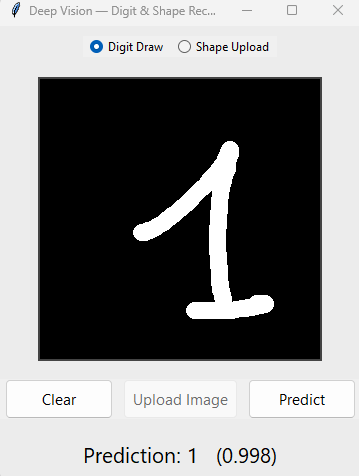 Deep Vision — Digit & Shape Rec...
Digit Draw Shape Upload
1
Clear Upload Image Predict
Prediction: 1 (0.998)